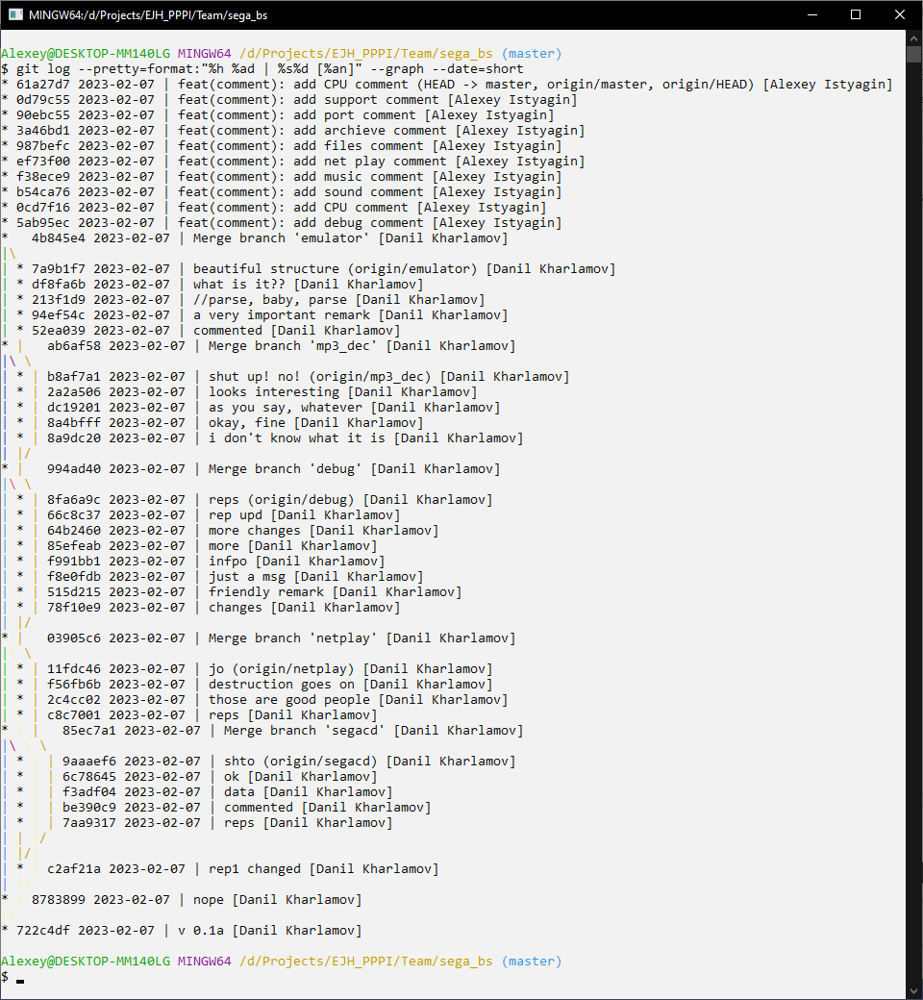 MINGW64:/d/Projects/EJH_PPPI/Team/sega_bs
Alexey@DESKTOP-MM140LG MINGW64 /d/Projects/EJH_PPPI/Team/sega_bs (master)
$ git log --pretty=format:"%h %ad | %s%d [%an]" --graph --date=short
* 61a27d7 2023-02-07 | feat(comment): add CPU comment (HEAD -> master, origin/master, origin/HEAD) [Alexey Istyagin]
* 0d79c55 2023-02-07 | feat(comment): add support comment [Alexey Istyagin]
* 90ebc55 2023-02-07 | feat(comment): add port comment [Alexey Istyagin]
* 3a46bd1 2023-02-07 | feat(comment): add archieve comment [Alexey Istyagin]
* 987befc 2023-02-07 | feat(comment): add files comment [Alexey Istyagin]
* ef73f00 2023-02-07 | feat(comment): add net play comment [Alexey Istyagin]
* f38ece9 2023-02-07 | feat(comment): add music comment [Alexey Istyagin]
* b54ca76 2023-02-07 | feat(comment): add sound comment [Alexey Istyagin]
* 0cd7f16 2023-02-07 | feat(comment): add CPU comment [Alexey Istyagin]
* 5ab95ec 2023-02-07 | feat(comment): add debug comment [Alexey Istyagin]
*   4b845e4 2023-02-07 | Merge branch 'emulator' [Danil Kharlamov]
|\
| * 7a9b1f7 2023-02-07 | beautiful structure (origin/emulator) [Danil Kharlamov]
| * df8fa6b 2023-02-07 | what is it?? [Danil Kharlamov]
| * 213f1d9 2023-02-07 | //parse, baby, parse [Danil Kharlamov]
| * 94ef54c 2023-02-07 | a very important remark [Danil Kharlamov]
| * 52ea039 2023-02-07 | commented [Danil Kharlamov]
* |   ab6af58 2023-02-07 | Merge branch 'mp3_dec' [Danil Kharlamov]
|\ \
| * | b8af7a1 2023-02-07 | shut up! no! (origin/mp3_dec) [Danil Kharlamov]
| * | 2a2a506 2023-02-07 | looks interesting [Danil Kharlamov]
| * | dc19201 2023-02-07 | as you say, whatever [Danil Kharlamov]
| * | 8a4bfff 2023-02-07 | okay, fine [Danil Kharlamov]
| * | 8a9dc20 2023-02-07 | i don't know what it is [Danil Kharlamov]
| |/
* |   994ad40 2023-02-07 | Merge branch 'debug' [Danil Kharlamov]
|\ \
| * | 8fa6a9c 2023-02-07 | reps (origin/debug) [Danil Kharlamov]
| * | 66c8c37 2023-02-07 | rep upd [Danil Kharlamov]
| * | 64b2460 2023-02-07 | more changes [Danil Kharlamov]
| * | 85efeab 2023-02-07 | more [Danil Kharlamov]
| * | f991bb1 2023-02-07 | infpo [Danil Kharlamov]
| * | f8e0fdb 2023-02-07 | just a msg [Danil Kharlamov]
| * | 515d215 2023-02-07 | friendly remark [Danil Kharlamov]
| * | 78f10e9 2023-02-07 | changes [Danil Kharlamov]
| |/
* |   03905c6 2023-02-07 | Merge branch 'netplay' [Danil Kharlamov]
|\ \
| * | 11fdc46 2023-02-07 | jo (origin/netplay) [Danil Kharlamov]
| * | f56fb6b 2023-02-07 | destruction goes on [Danil Kharlamov]
| * | 2c4cc02 2023-02-07 | those are good people [Danil Kharlamov]
| * | c8c7001 2023-02-07 | reps [Danil Kharlamov]
* | |   85ec7a1 2023-02-07 | Merge branch 'segacd' [Danil Kharlamov]
|\ \ \
| * | | 9aaaef6 2023-02-07 | shto (origin/segacd) [Danil Kharlamov]
| * | | 6c78645 2023-02-07 | ok [Danil Kharlamov]
| * | | f3adf04 2023-02-07 | data [Danil Kharlamov]
| * | | be390c9 2023-02-07 | commented [Danil Kharlamov]
| * | | 7aa9317 2023-02-07 | reps [Danil Kharlamov]
| | |/
| |/|
| * | c2af21a 2023-02-07 | rep1 changed [Danil Kharlamov]
| |/
* / 8783899 2023-02-07 | nope [Danil Kharlamov]
|/
* 722c4df 2023-02-07 | v 0.1a [Danil Kharlamov]
Alexey@DESKTOP-MM140LG MINGW64 /d/Projects/EJH_PPPI/Team/sega_bs (master)
$